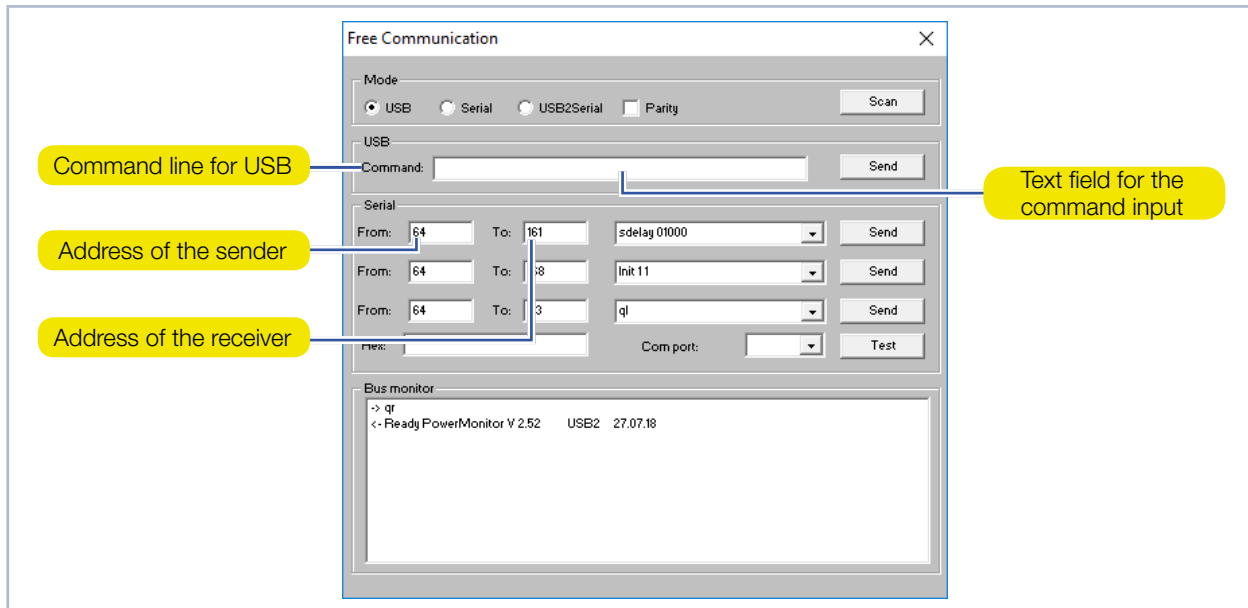 Free Communication
Mode
USB Serial USB2Serial Parity Scan
USB
Command line for USB
Command: Send
Text field for the
command input
Serial
From: 64 To: 161 sdelay 01000 Send
Address of the sender
From: 64 To: Init 11 Send
From: 64 To: ql Send
Address of the receiver
Hex: Com port: Test
Bus monitor
-> qr
<- Ready PowerMonitor V 2.52 USB2 27.07.18